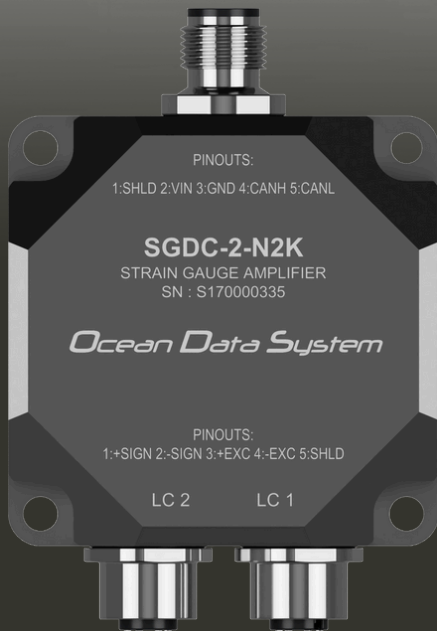 PINOUTS:
1:SHLD 2:VIN 3:GND 4:CANH 5:CANL
SGDC-2-N2K
STRAIN GAUGE AMPLIFIER
SN : S170000335
Ocean Data System
PINOUTS:
1:+SIGN 2:-SIGN 3:+EXC 4:-EXC 5:SHLD
LC 2 LC 1